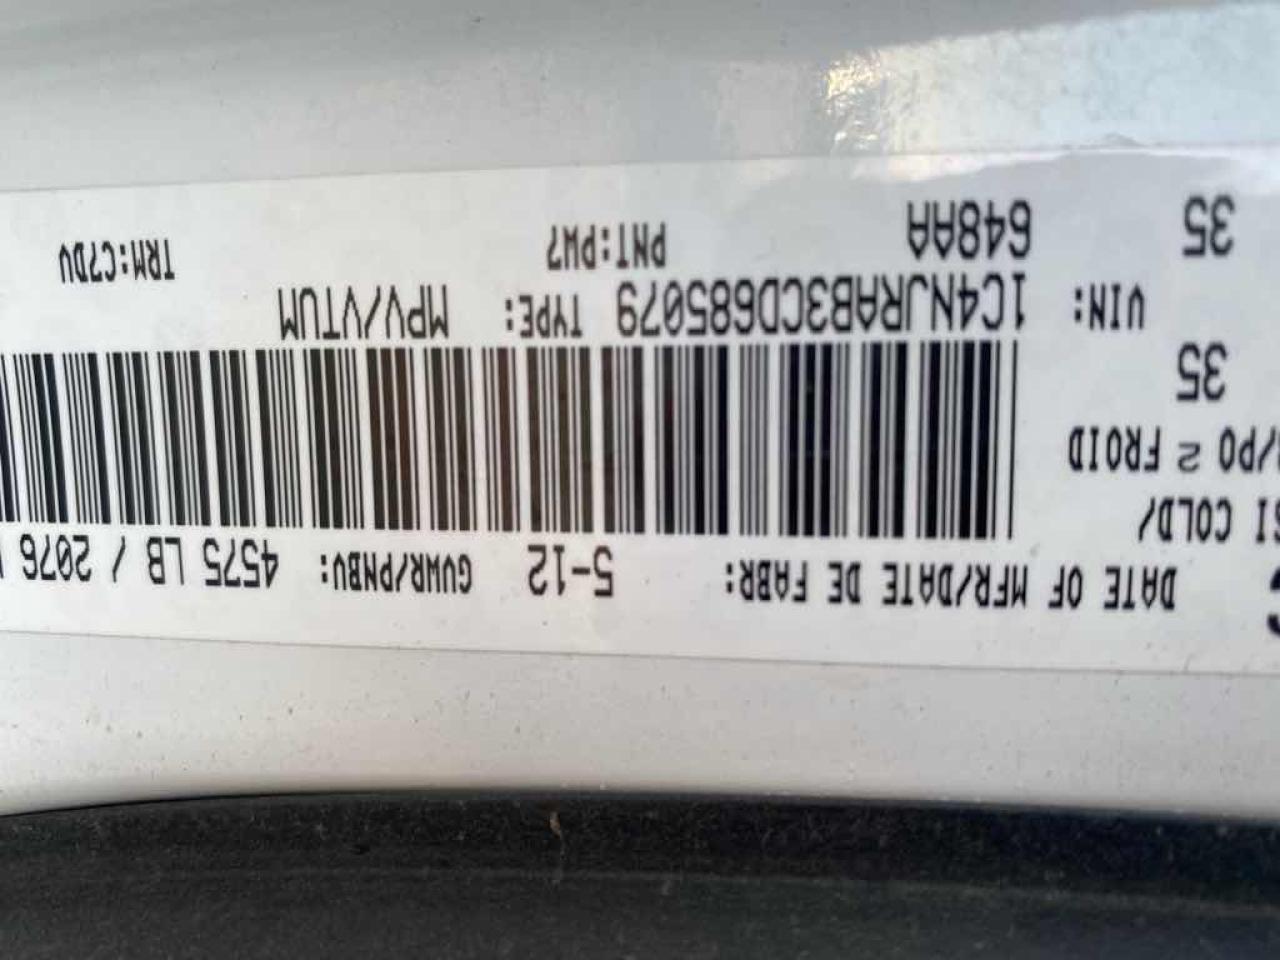 DATE OF MFR/DATE DE FABR: 5-12 GVWR/PNBV: 4575 LB / 2076
SI COLD/
/PO 2 FROID
35
VIN: 1C4NJRAB3CD685079 TYPE: MPV/VTUM
35 648AA PNT:PW7 TRM:C7DV